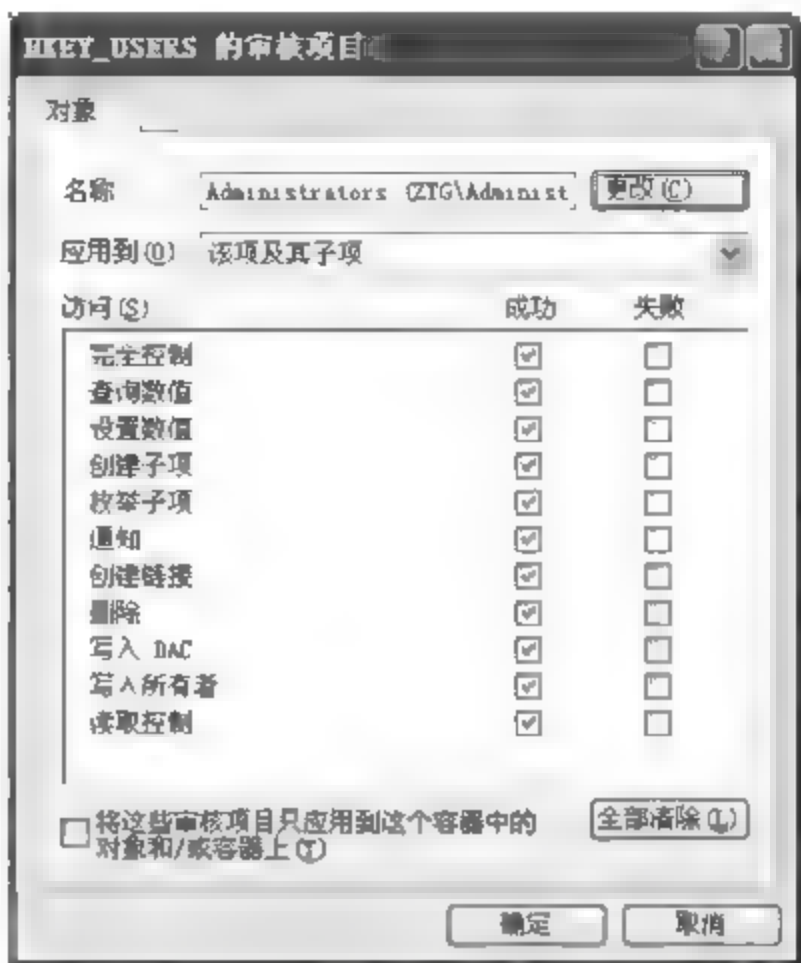 HKEY_USERS 的审核项目
对象
名称 Administrators (ZTG\Administ 更改(C)
应用到(O) 该项及其子项
访问(S) 成功 失败
完全控制
查询数值
设置数值
创建子项
枚举子项
通知
创建链接
删除
写入 DAC
写入所有者
读取控制
将这些审核项目只应用到这个容器中的
对象和/或容器上(T)
全部清除(L)
确定 取消